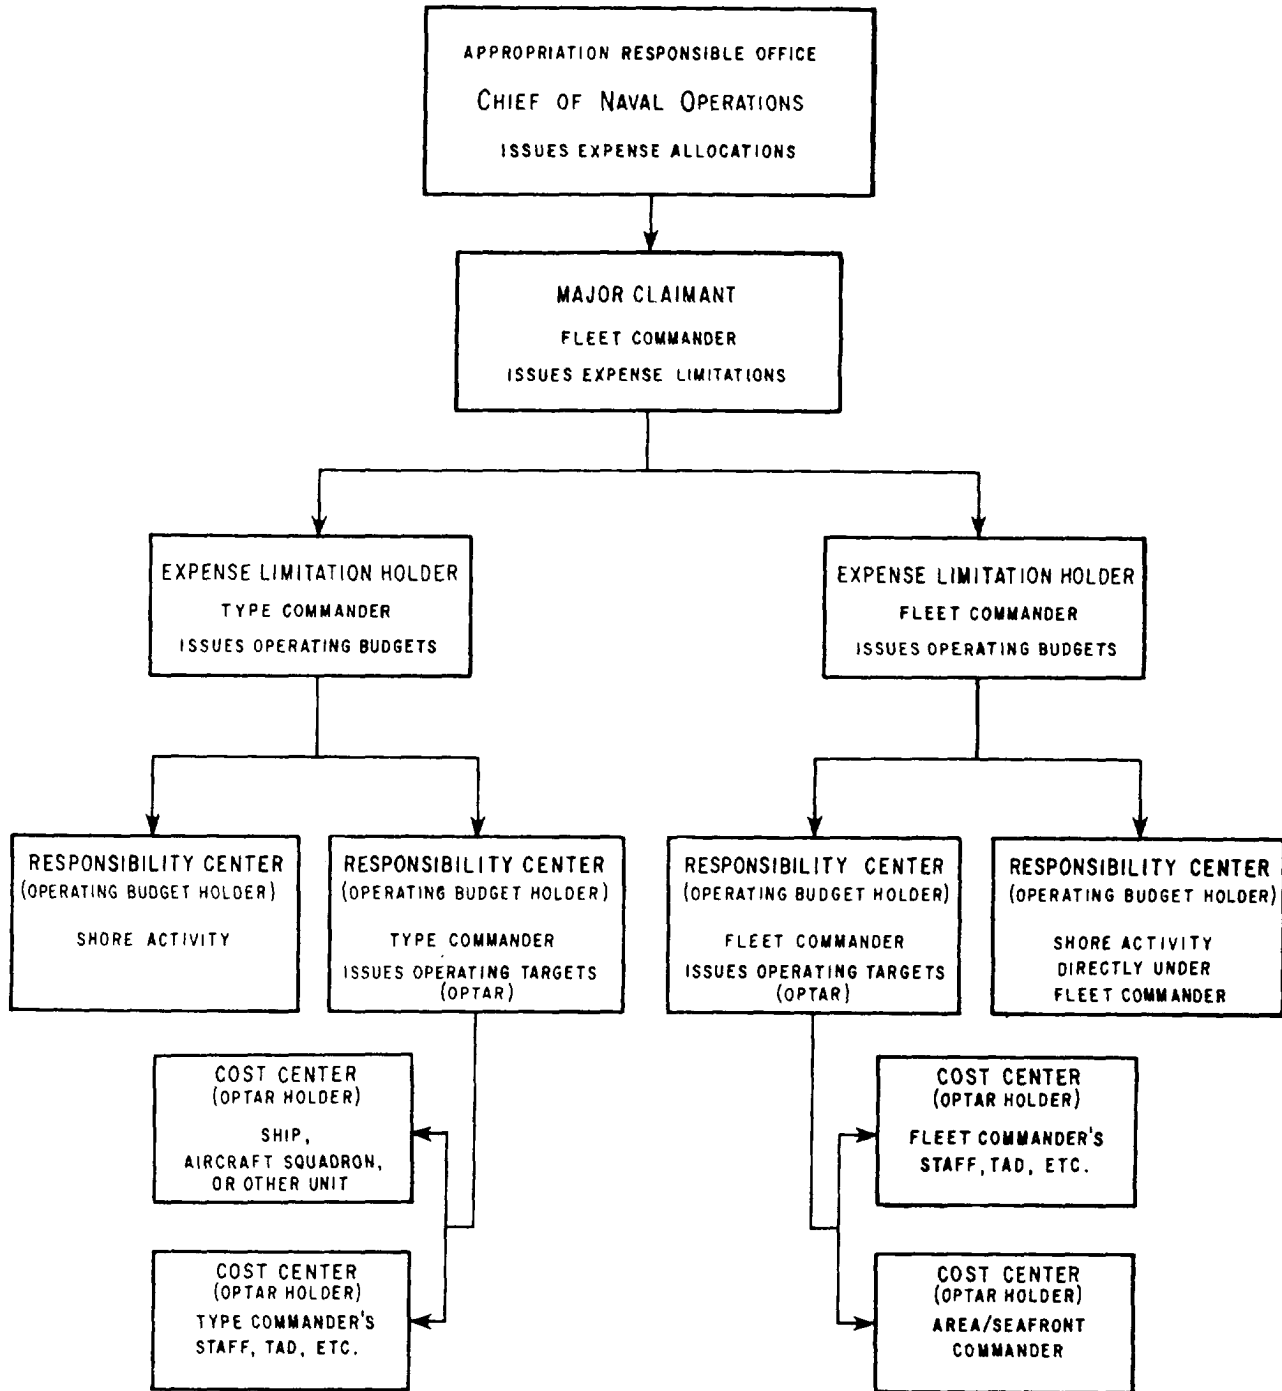 APPROPRIATION RESPONSIBLE OFFICE
CHIEF OF NAVAL OPERATIONS
ISSUES EXPENSE ALLOCATIONS
MAJOR CLAIMANT
FLEET COMMANDER
ISSUES EXPENSE LIMITATIONS
EXPENSE LIMITATION HOLDER
TYPE COMMANDER
ISSUES OPERATING BUDGETS
EXPENSE LIMITATION HOLDER
FLEET COMMANDER
ISSUES OPERATING BUDGETS
RESPONSIBILITY CENTER
(OPERATING BUDGET HOLDER)
SHORE ACTIVITY
RESPONSIBILITY CENTER
(OPERATING BUDGET HOLDER)
TYPE COMMANDER
ISSUES OPERATING TARGETS
(OPTAR)
RESPONSIBILITY CENTER
(OPERATING BUDGET HOLDER)
FLEET COMMANDER
ISSUES OPERATING TARGETS
(OPTAR)
RESPONSIBILITY CENTER
(OPERATING BUDGET HOLDER)
SHORE ACTIVITY
DIRECTLY UNDER
FLEET COMMANDER
COST CENTER
(OPTAR HOLDER)
SHIP,
AIRCRAFT SQUADRON,
OR OTHER UNIT
COST CENTER
(OPTAR HOLDER)
FLEET COMMANDER'S
STAFF, TAD, ETC.
COST CENTER
(OPTAR HOLDER)
TYPE COMMANDER'S
STAFF, TAD, ETC.
COST CENTER
(OPTAR HOLDER)
AREA/SEAFRONT
COMMANDER